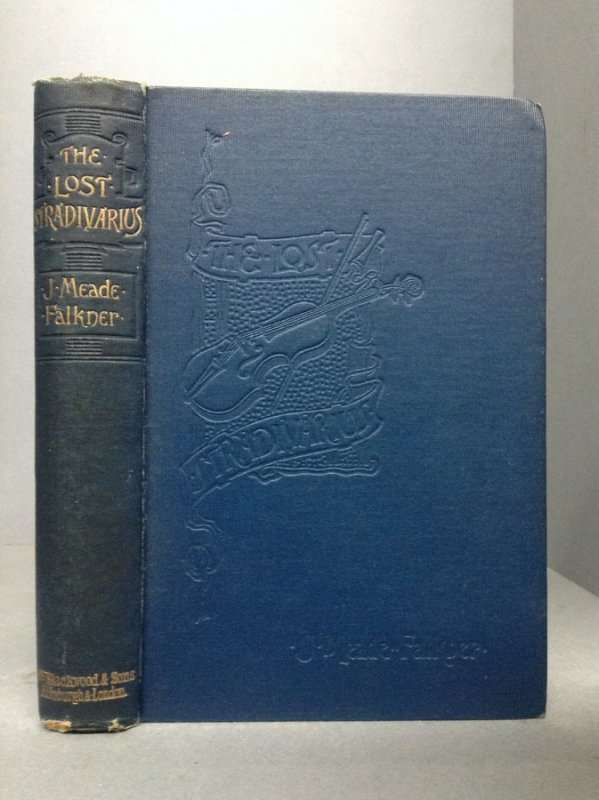 THE
·LOST·
STRADIVARIUS
J·MEADE·
·FALKNER·
Blackwood & Sons
Edinburgh & London
·THE·LOST·
STRADIVARIUS
·J·Meade·Falkner·